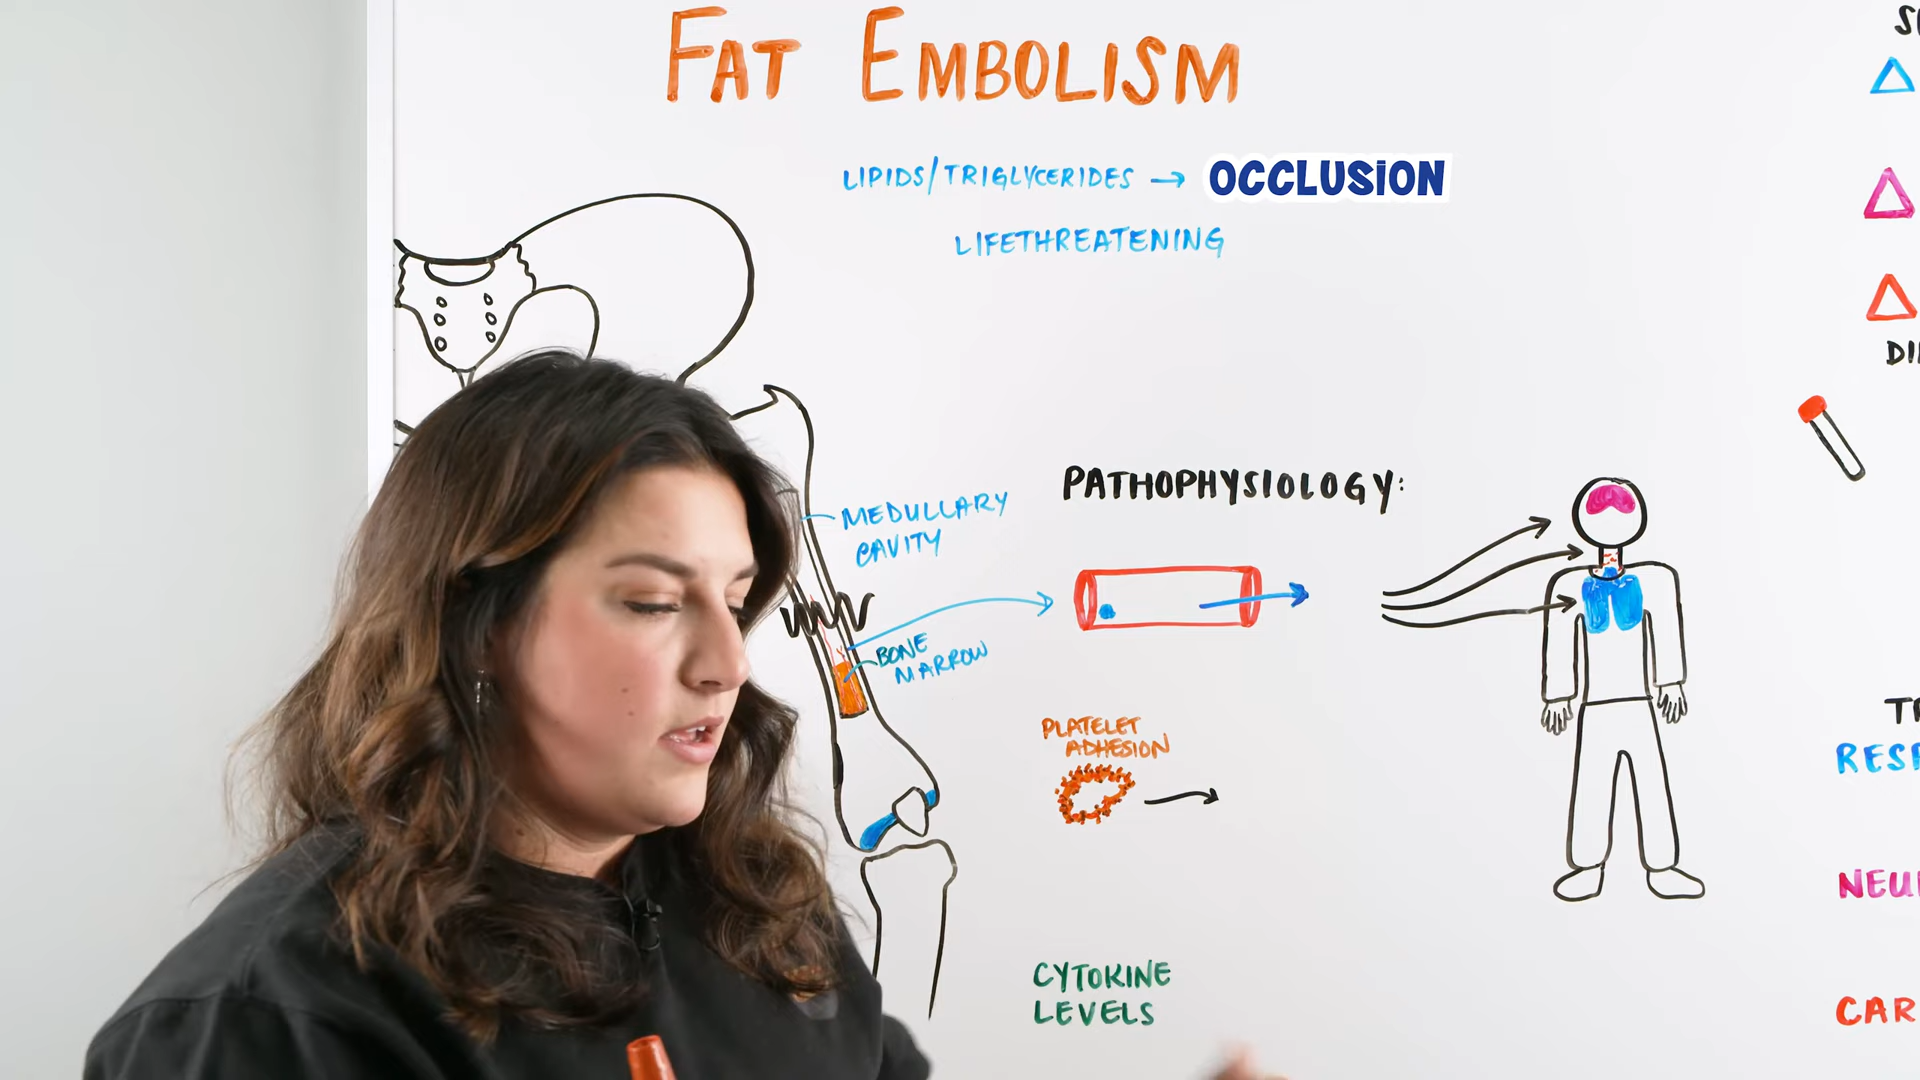 FAT EMBOLISM
LIPIDS/TRIGLYCERIDES → OCCLUSION
LIFETHREATENING
MEDULLARY
CAVITY
BONE
MARROW
PATHOPHYSIOLOGY:
PLATELET
ADHESION
CYTOKINE
LEVELS